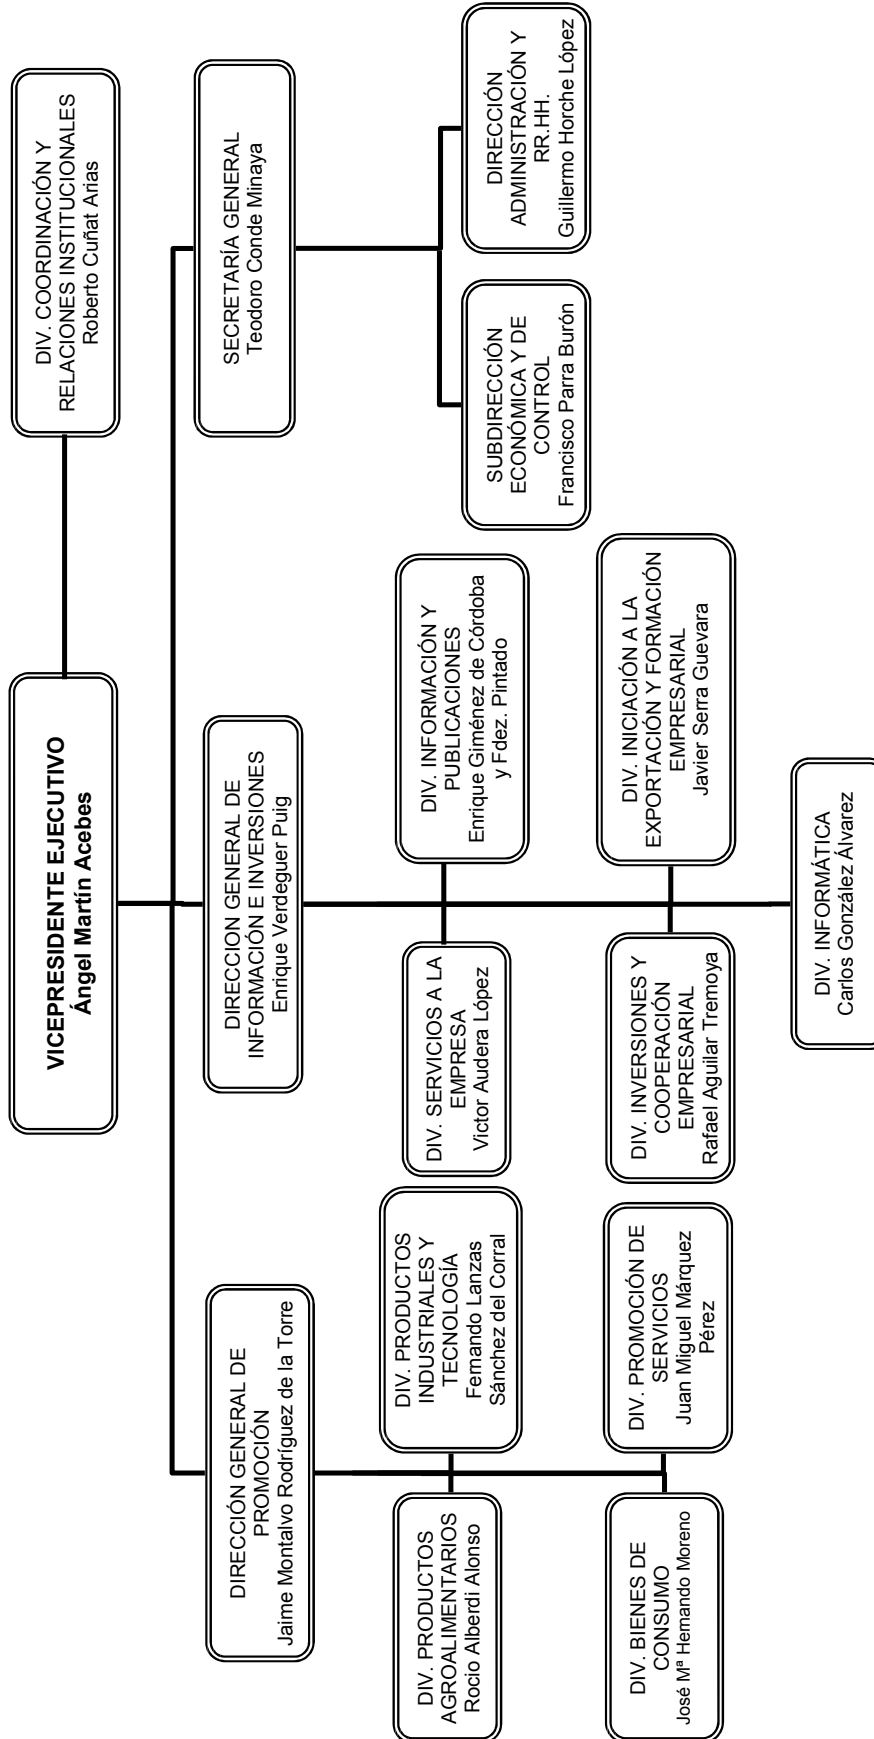 VICEPRESIDENTE EJECUTIVO
Ángel Martín Acebes
DIV. COORDINACIÓN Y
RELACIONES INSTITUCIONALES
Roberto Cuñat Arias
DIRECCIÓN GENERAL DE
PROMOCIÓN
Jaime Montalvo Rodríguez de la Torre
DIRECCION GENERAL DE
INFORMACIÓN E INVERSIONES
Enrique Verdeguer Puig
SECRETARÍA GENERAL
Teodoro Conde Minaya
DIV. PRODUCTOS
AGROALIMENTARIOS
Rocio Alberdi Alonso
DIV. PRODUCTOS
INDUSTRIALES Y
TECNOLOGÍA
Fernando Lanzas
Sánchez del Corral
DIV. SERVICIOS A LA
EMPRESA
Victor Audera López
DIV. INFORMACIÓN Y
PUBLICACIONES
Enrique Giménez de Córdoba
y Fdez. Pintado
SUBDIRECCIÓN
ECONÓMICA Y DE
CONTROL
Francisco Parra Burón
DIRECCIÓN
ADMINISTRACIÓN Y
RR.HH.
Guillermo Horche López
DIV. BIENES DE
CONSUMO
José Mª Hernando Moreno
DIV. PROMOCIÓN DE
SERVICIOS
Juan Miguel Márquez
Pérez
DIV. INVERSIONES Y
COOPERACIÓN
EMPRESARIAL
Rafael Aguilar Tremoya
DIV. INICIACIÓN A LA
EXPORTACIÓN Y FORMACIÓN
EMPRESARIAL
Javier Serra Guevara
DIV. INFORMÁTICA
Carlos González Álvarez